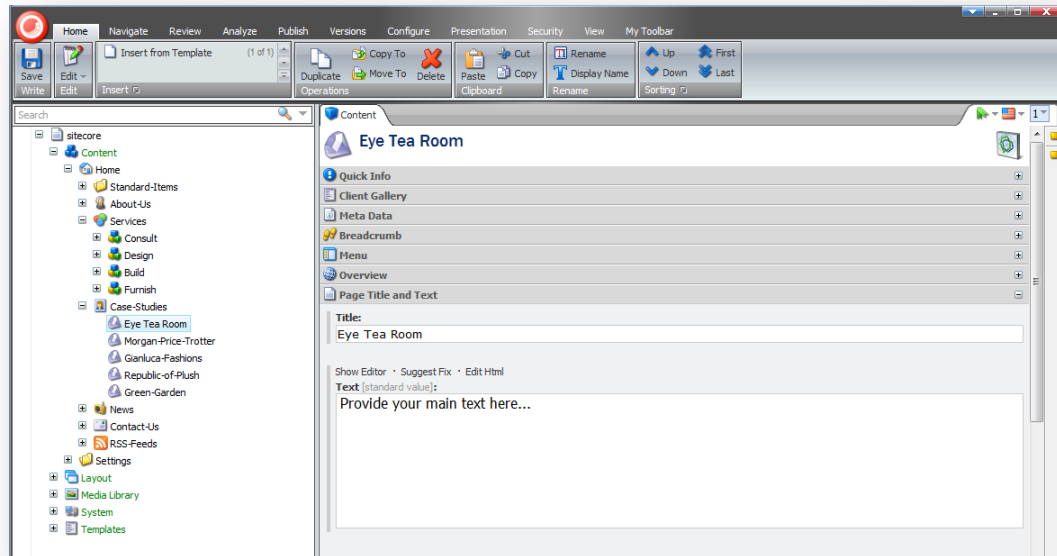 Home Navigate Review Analyze Publish Versions Configure Presentation Security View My Toolbar
Save
Write
Edit
Edit
Insert from Template (1 of 1)
Insert
Duplicate
Copy To
Move To
Delete
Operations
Paste
Cut
Copy
Clipboard
Rename
Display Name
Rename
Up
Down
First
Last
Sorting
Search
sitecore
Content
Home
Standard-Items
About-Us
Services
Consult
Design
Build
Furnish
Case-Studies
Eye Tea Room
Morgan-Price-Trotter
Gianluca-Fashions
Republic-of-Plush
Green-Garden
News
Contact-Us
RSS-Feeds
Settings
Layout
Media Library
System
Templates
Content
1
Eye Tea Room
Quick Info
Client Gallery
Meta Data
Breadcrumb
Menu
Overview
Page Title and Text
Title:
Eye Tea Room
Show Editor · Suggest Fix · Edit Html
Text [standard value]:
Provide your main text here...